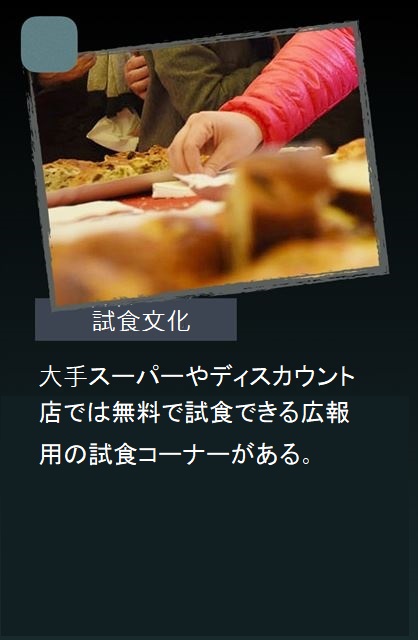 試食文化
大手スーパーやディスカウント
店では無料で試食できる広報
用の試食コーナーがある。